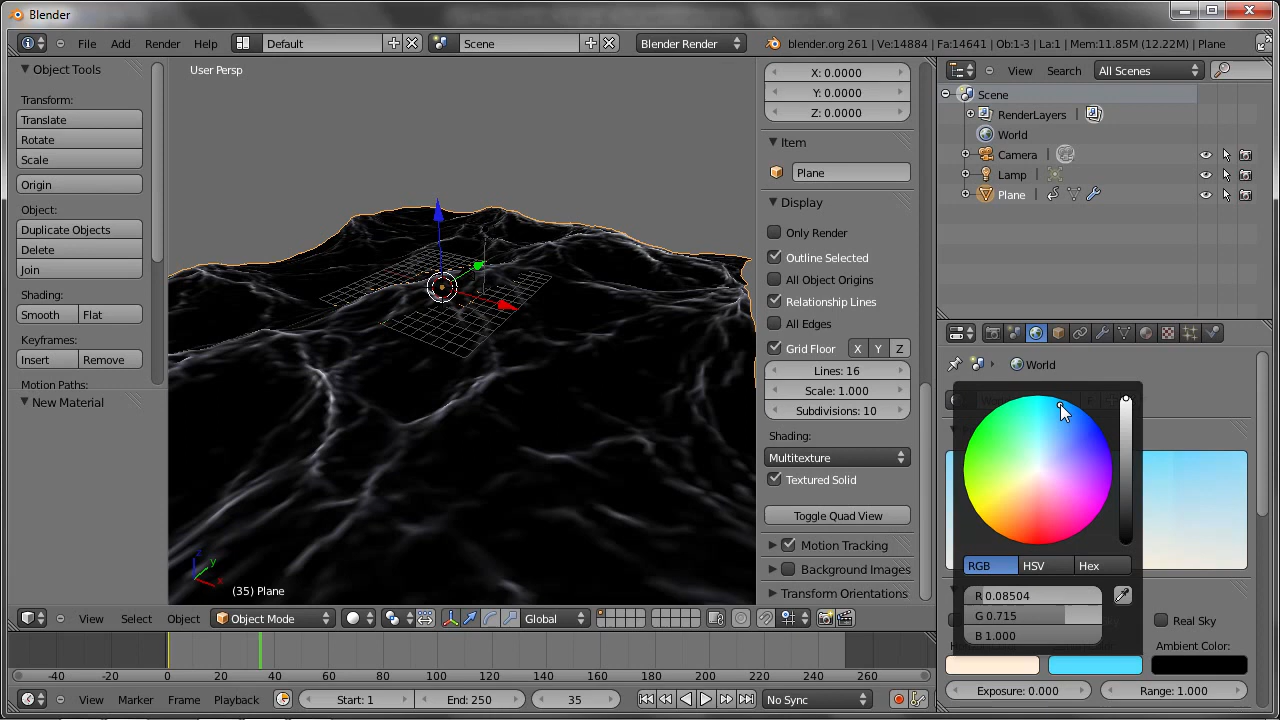 Blender
File Add Render Help Default Scene Blender Render blender.org 261 | Ve:14884 | Fa:14641 | Ob:1-3 | La:1 | Mem:11.85M (12.22M) | Plane
Object Tools
Transform:
Translate
Rotate
Scale
Origin
Object:
Duplicate Objects
Delete
Join
Shading:
Smooth Flat
Keyframes:
Insert Remove
Motion Paths:
New Material
User Persp
z
y
x
(35) Plane
X: 0.0000
Y: 0.0000
Z: 0.0000
Item
Plane
Display
Only Render
Outline Selected
All Object Origins
Relationship Lines
All Edges
Grid Floor X Y Z
Lines: 16
Scale: 1.000
Subdivisions: 10
Shading:
Multitexture
Textured Solid
Toggle Quad View
Motion Tracking
Background Images
Transform Orientations
View Search All Scenes
Scene
RenderLayers |
World
Camera |
Lamp |
Plane |
World
RGB HSV Hex
R 0.08504
G 0.715
B 1.000
Real Sky
Ambient Color:
Exposure: 0.000 Range: 1.000
View Select Object Object Mode Global
-40 -20 0 20 40 60 80 100 120 140 160 180 200 220 240 260
View Marker Frame Playback Start: 1 End: 250 35 No Sync